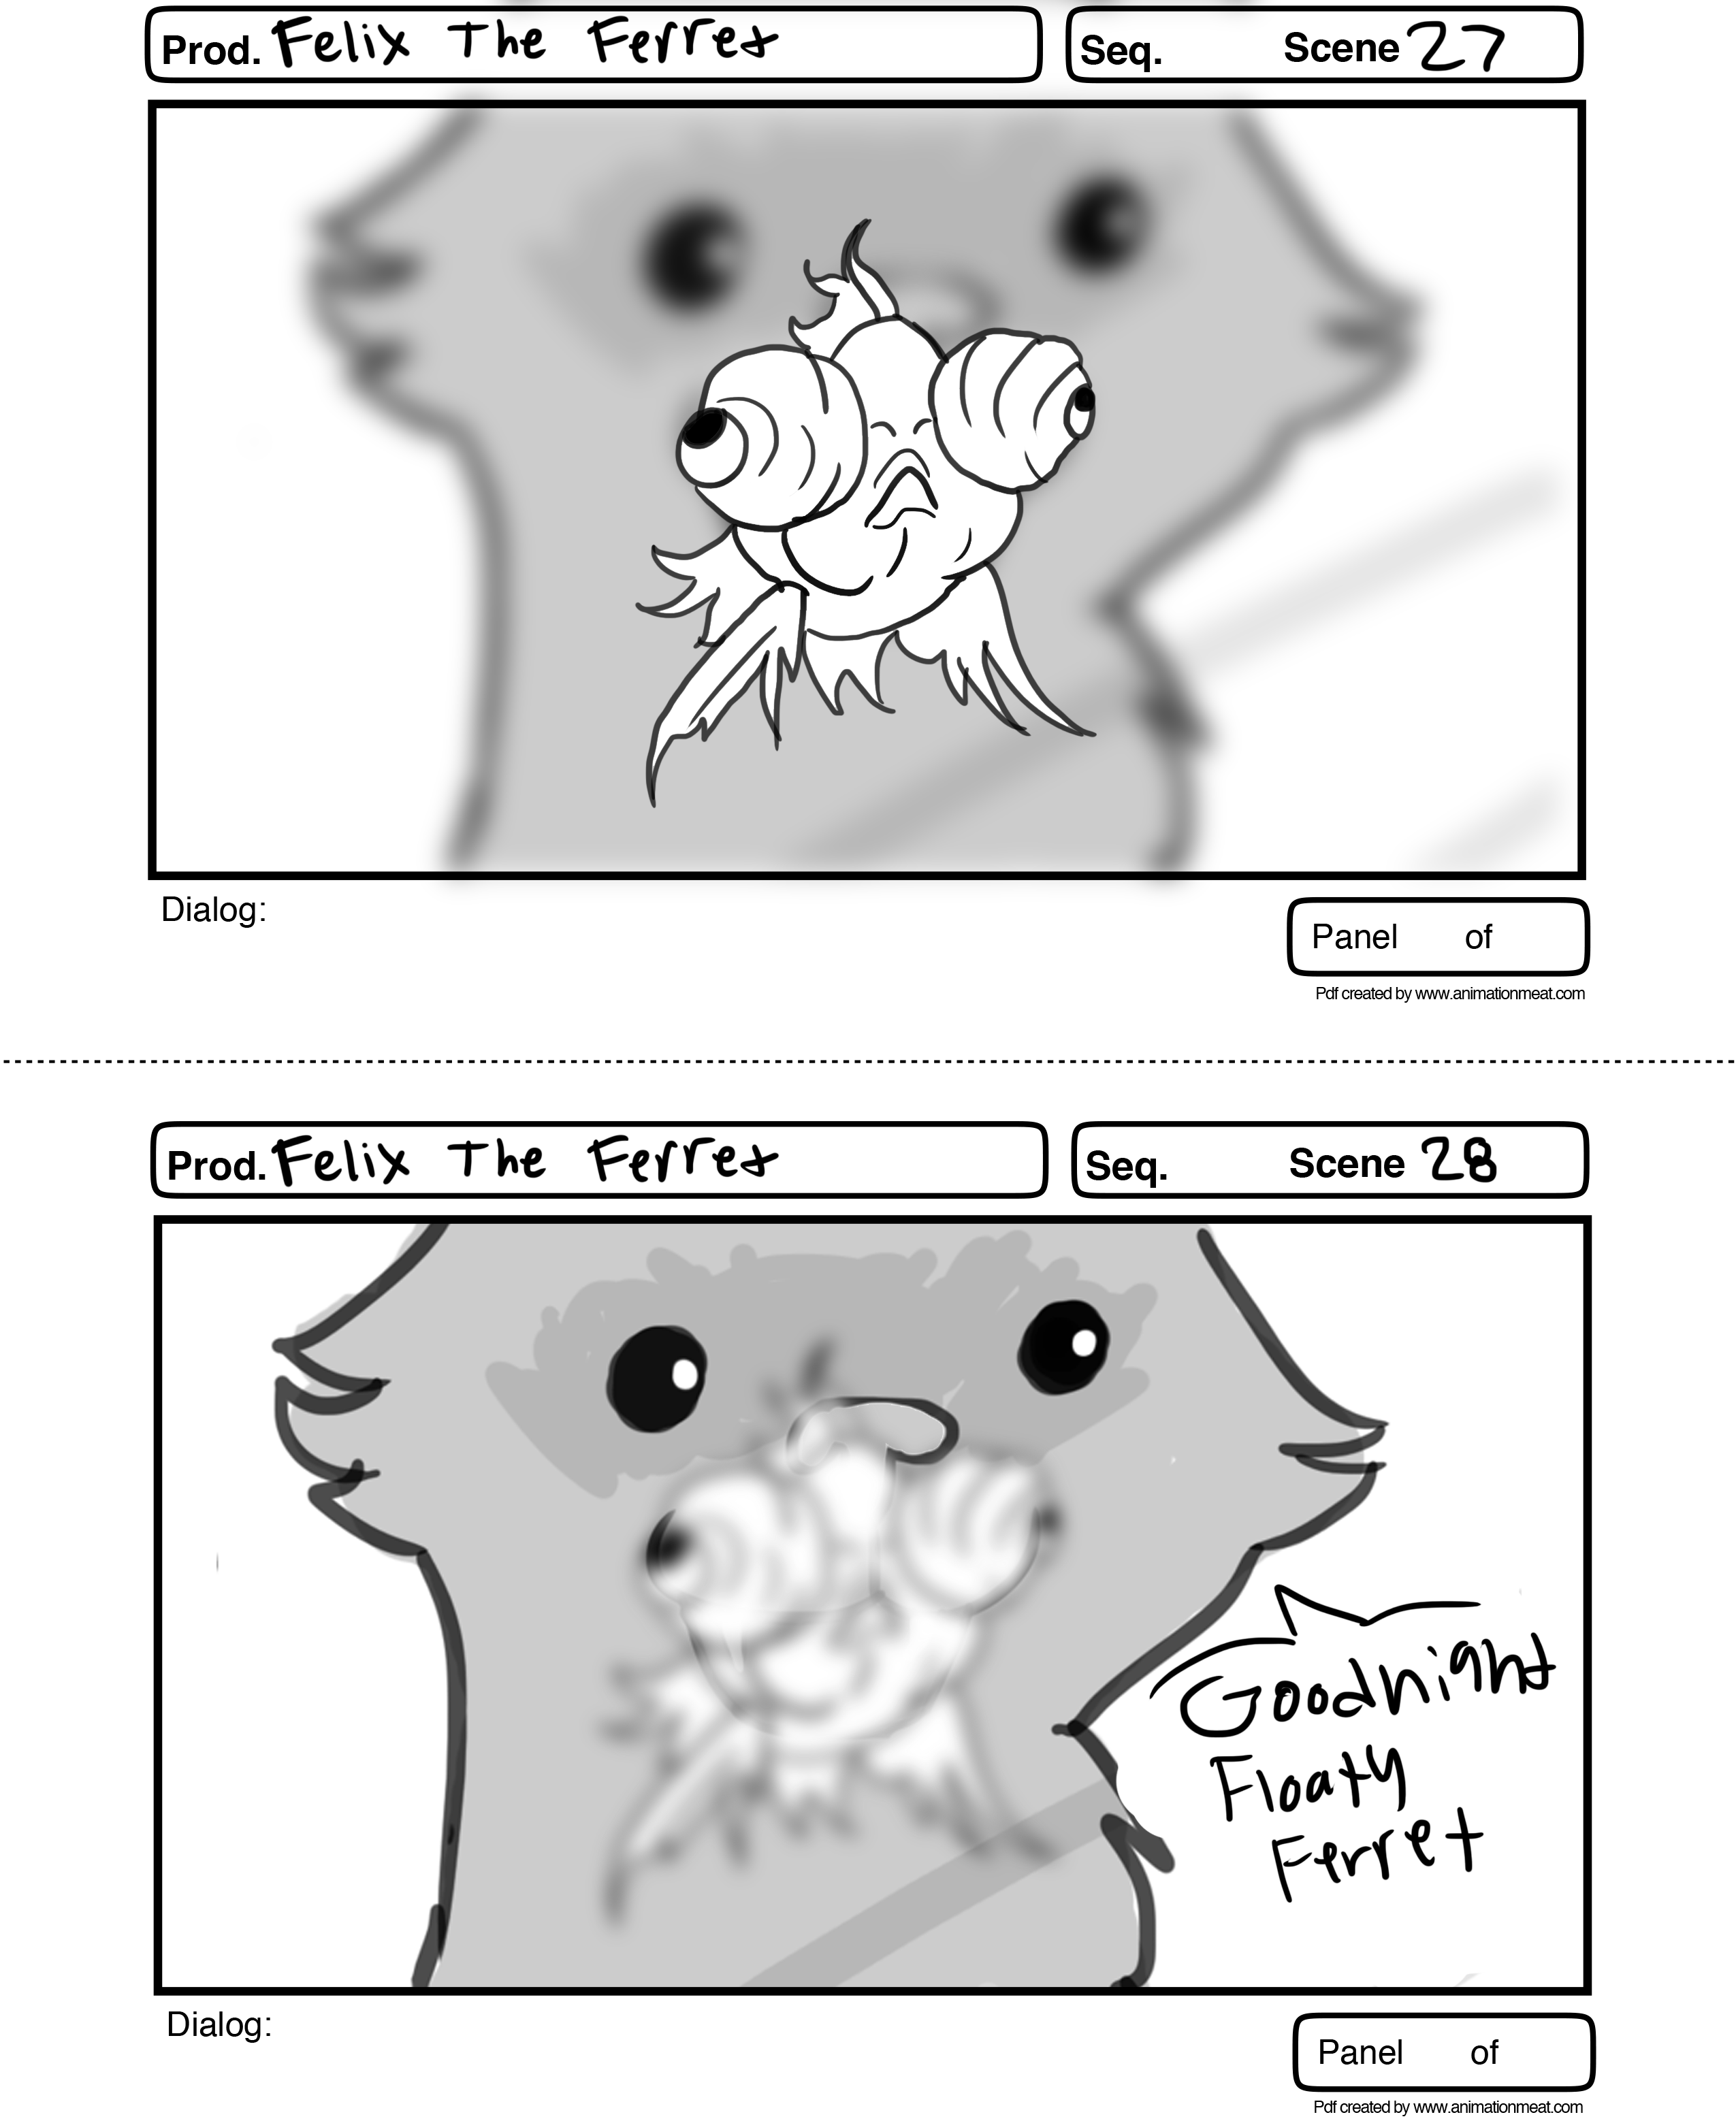 Prod. Felix The Ferret
Seq. Scene 27
Dialog:
Panel of
Pdf created by www.animationmeat.com
Prod. Felix The Ferret
Seq. Scene 28
Goodnight
Floaty
Ferret
Dialog:
Panel of
Pdf created by www.animationmeat.com